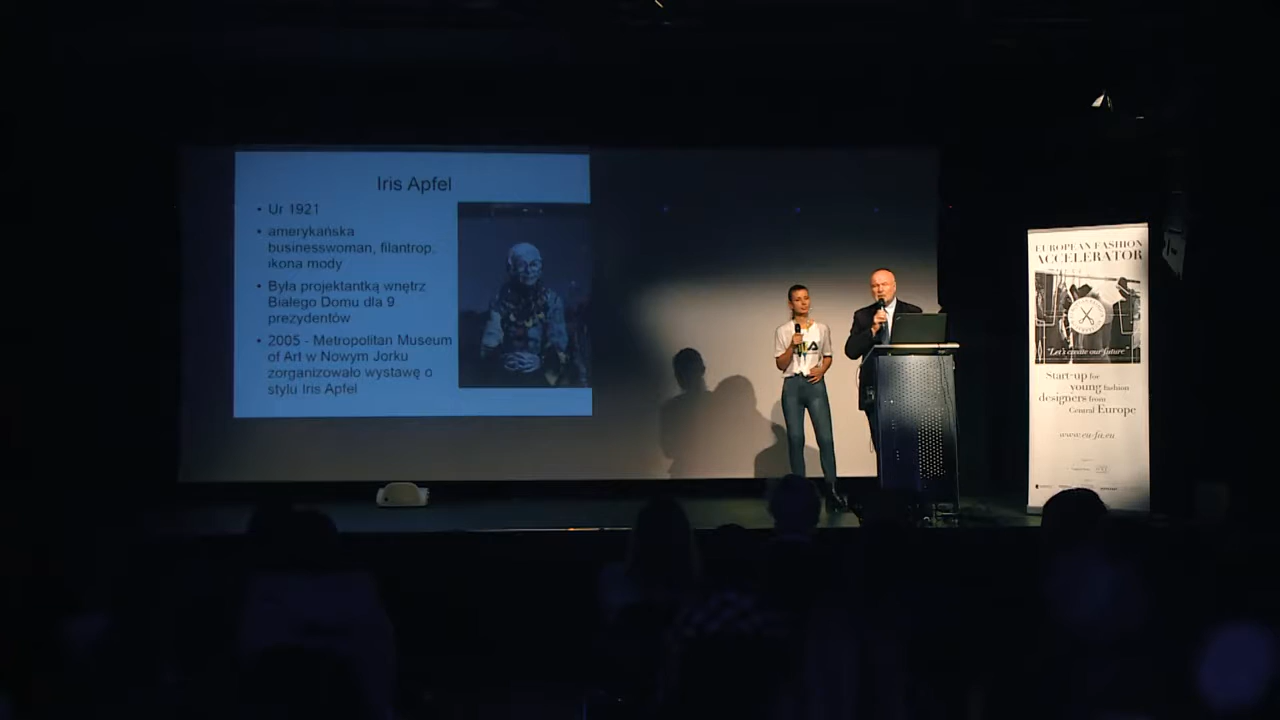 Iris Apfel
• Ur 1921
• amerykańska
businesswoman, filantrop,
ikona mody
• Była projektantką wnętrz
Białego Domu dla 9
prezydentów
• 2005 - Metropolitan Museum
of Art w Nowym Jorku
zorganizowało wystawę o
stylu Iris Apfel
EUROPEAN FASHION
ACCELERATOR
"Let's create our future"
Start-up for
young fashion
designers from
Central Europe
www.eu-fa.eu